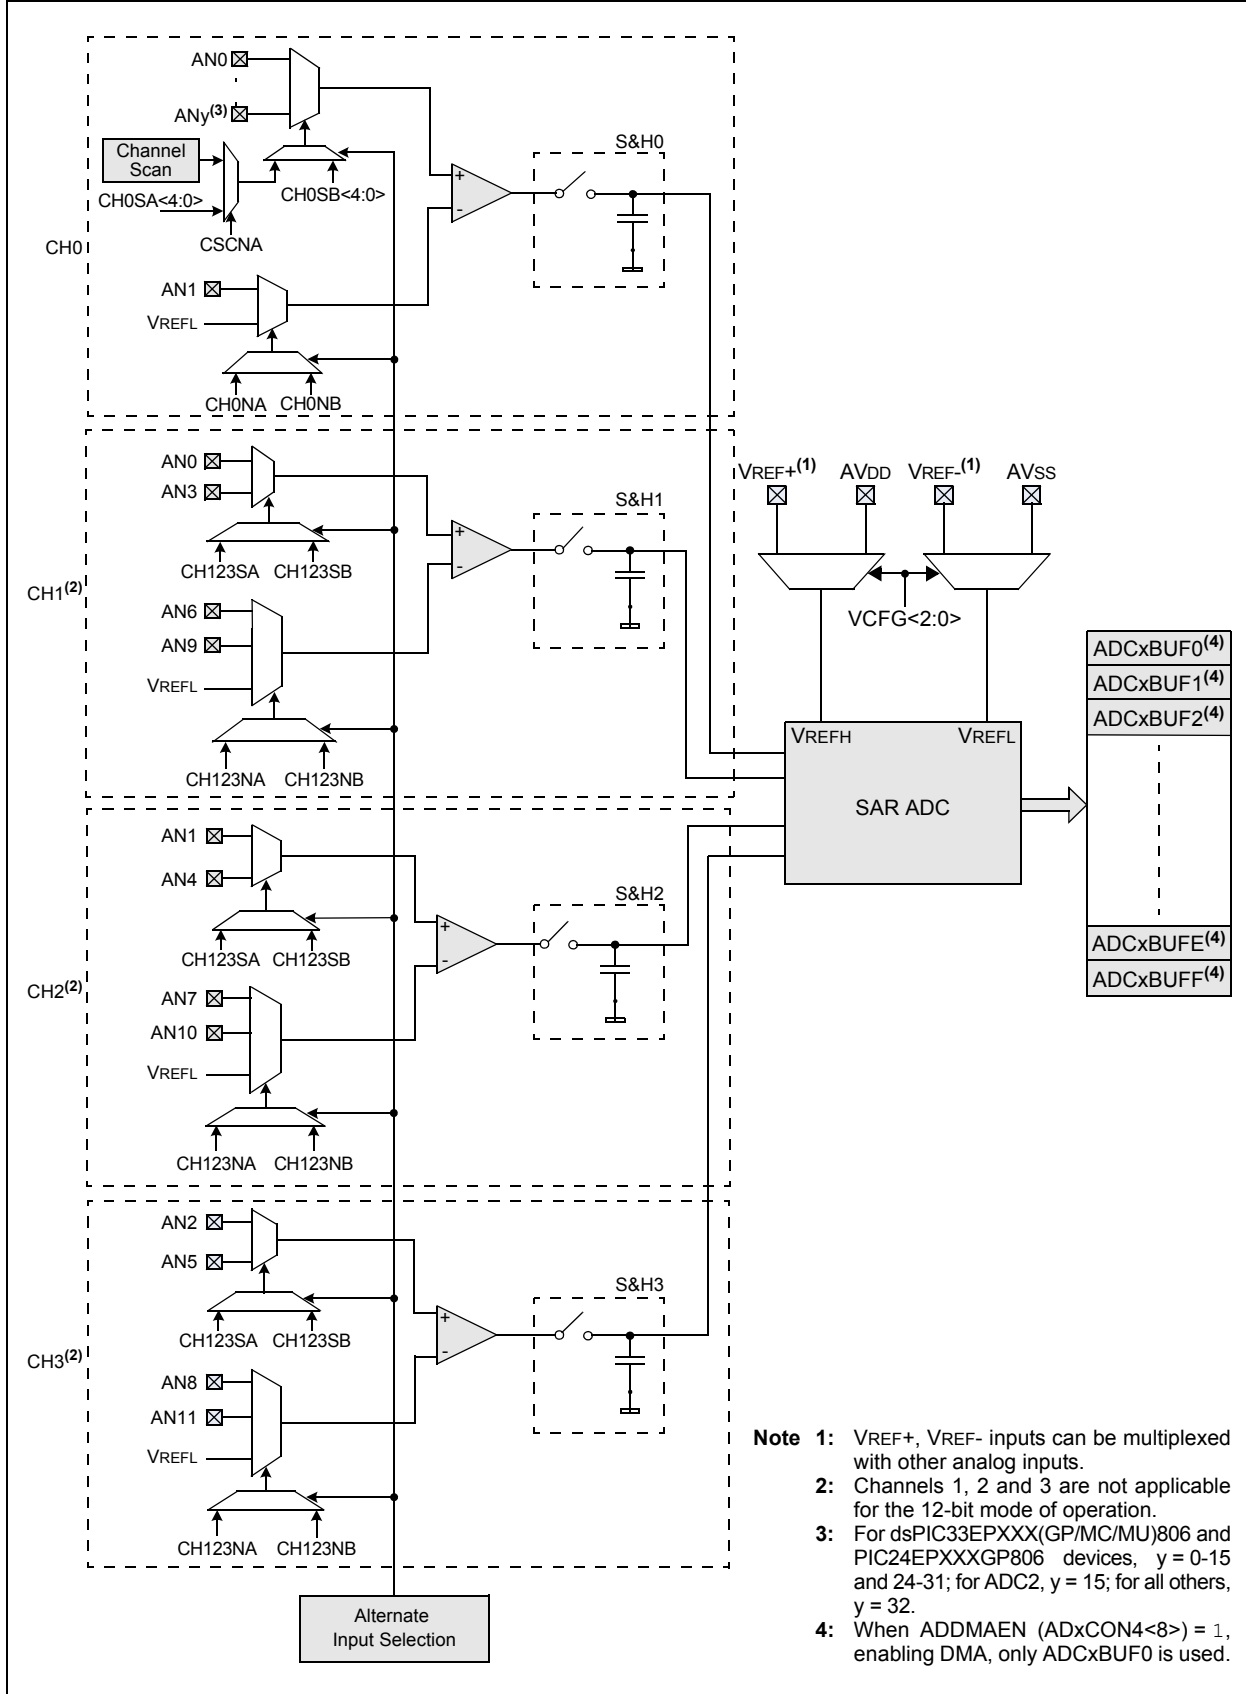 AN0
ANy(3)
Channel
Scan
CH0SA<4:0>
CSCNA
CH0SB<4:0>
S&H0
+
-
CH0
AN1
VREFL
CH0NA
CH0NB
AN0
AN3
CH123SA
CH123SB
S&H1
+
-
CH1(2)
AN6
AN9
VREFL
CH123NA
CH123NB
VREF+(1)
AVDD
VREF-(1)
AVSS
VCFG<2:0>
VREFH
VREFL
SAR ADC
ADCxBUF0(4)
ADCxBUF1(4)
ADCxBUF2(4)
ADCxBUFE(4)
ADCxBUFF(4)
AN1
AN4
CH123SA
CH123SB
S&H2
+
-
CH2(2)
AN7
AN10
VREFL
CH123NA
CH123NB
AN2
AN5
CH123SA
CH123SB
S&H3
+
-
CH3(2)
AN8
AN11
VREFL
CH123NA
CH123NB
Alternate
Input Selection
Note 1: VREF+, VREF- inputs can be multiplexed
with other analog inputs.
2: Channels 1, 2 and 3 are not applicable
for the 12-bit mode of operation.
3: For dsPIC33EPXXX(GP/MC/MU)806 and
PIC24EPXXXGP806 devices, y = 0-15
and 24-31; for ADC2, y = 15; for all others,
y = 32.
4: When ADDMAEN (ADxCON4<8>) = 1,
enabling DMA, only ADCxBUF0 is used.